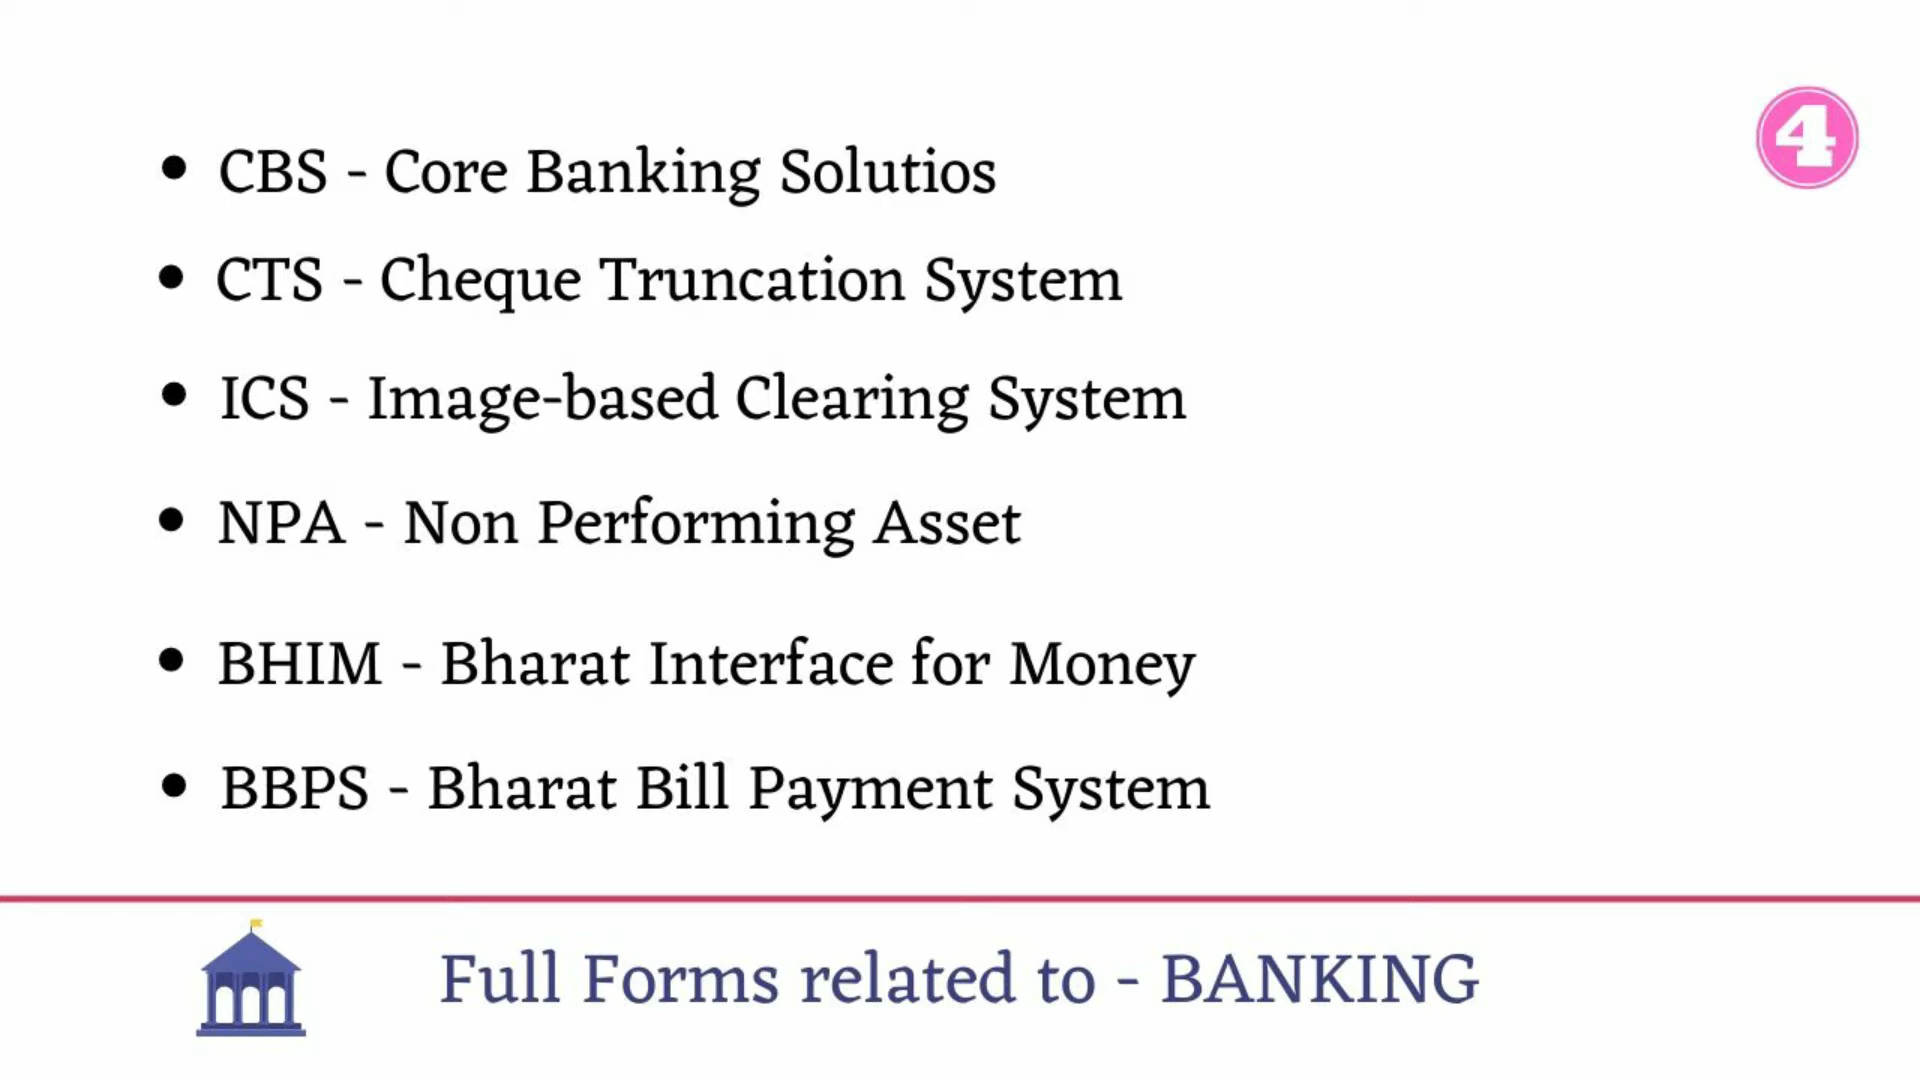 4
• CBS - Core Banking Solutios
• CTS - Cheque Truncation System
• ICS - Image-based Clearing System
• NPA - Non Performing Asset
• BHIM - Bharat Interface for Money
• BBPS - Bharat Bill Payment System
Full Forms related to - BANKING